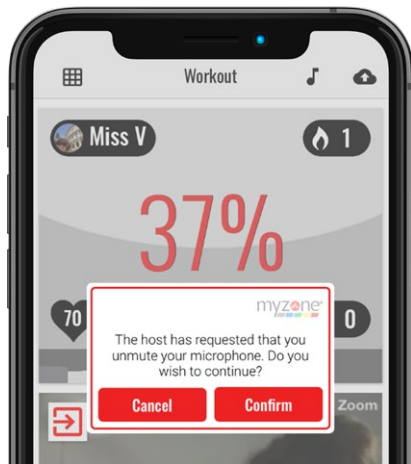 Workout
Miss V
1
37%
70
0
myzone
The host has requested that you
unmute your microphone. Do you
wish to continue?
Cancel
Confirm
Zoom